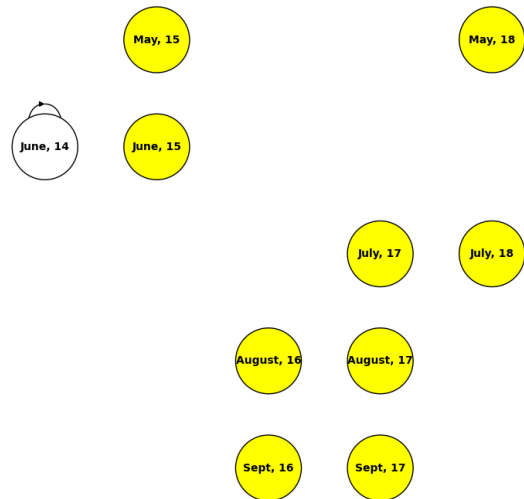 May, 15
May, 18
June, 14
June, 15
July, 17
July, 18
August, 16
August, 17
Sept, 16
Sept, 17